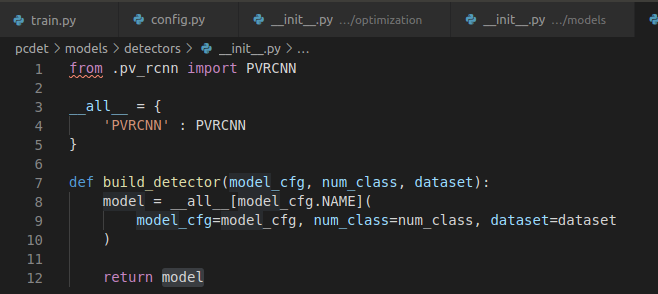 train.py config.py __init__.py .../optimization __init__.py .../models
pcdet > models > detectors > __init__.py > ...
1 from .pv_rcnn import PVRCNN
2
3 __all__ = {
4     'PVRCNN' : PVRCNN
5 }
6
7 def build_detector(model_cfg, num_class, dataset):
8     model = __all__[model_cfg.NAME](
9         model_cfg=model_cfg, num_class=num_class, dataset=dataset
10     )
11
12     return model